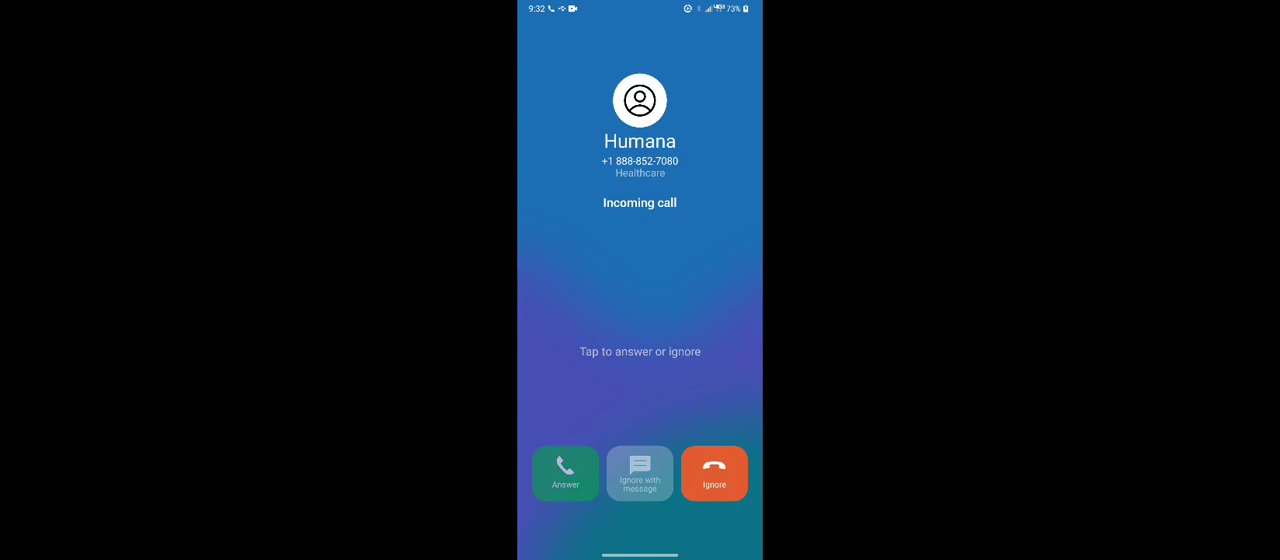 9:32
73%
Humana
+1 888-852-7080
Healthcare
Incoming call
Tap to answer or ignore
Answer
Ignore with
message
Ignore